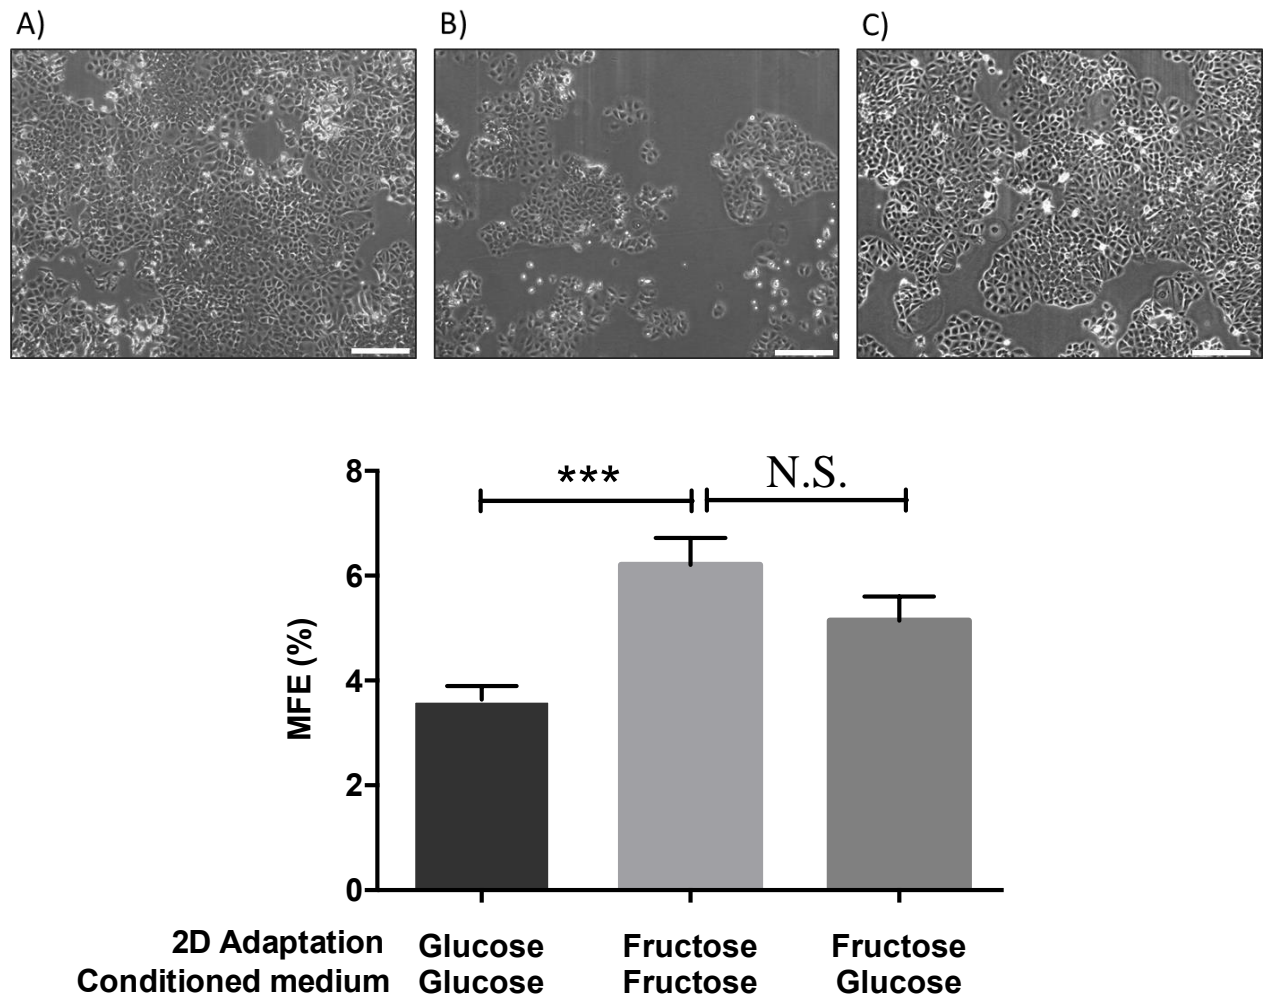 A)
B)
C)
***
N.S.
8
6
4
2
0
MFE (%)
2D Adaptation Glucose Fructose Fructose
Conditioned medium Glucose Fructose Glucose